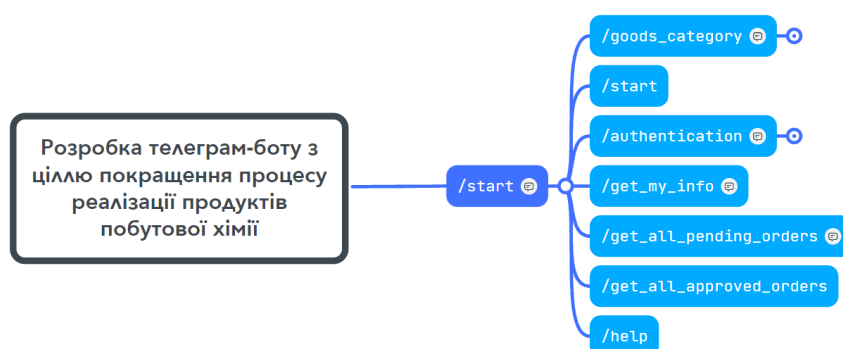 Розробка телеграм-боту з
ціллю покращення процесу
реалізації продуктів
побутової хімії
/start
/goods_category
/start
/authentication
/get_my_info
/get_all_pending_orders
/get_all_approved_orders
/help